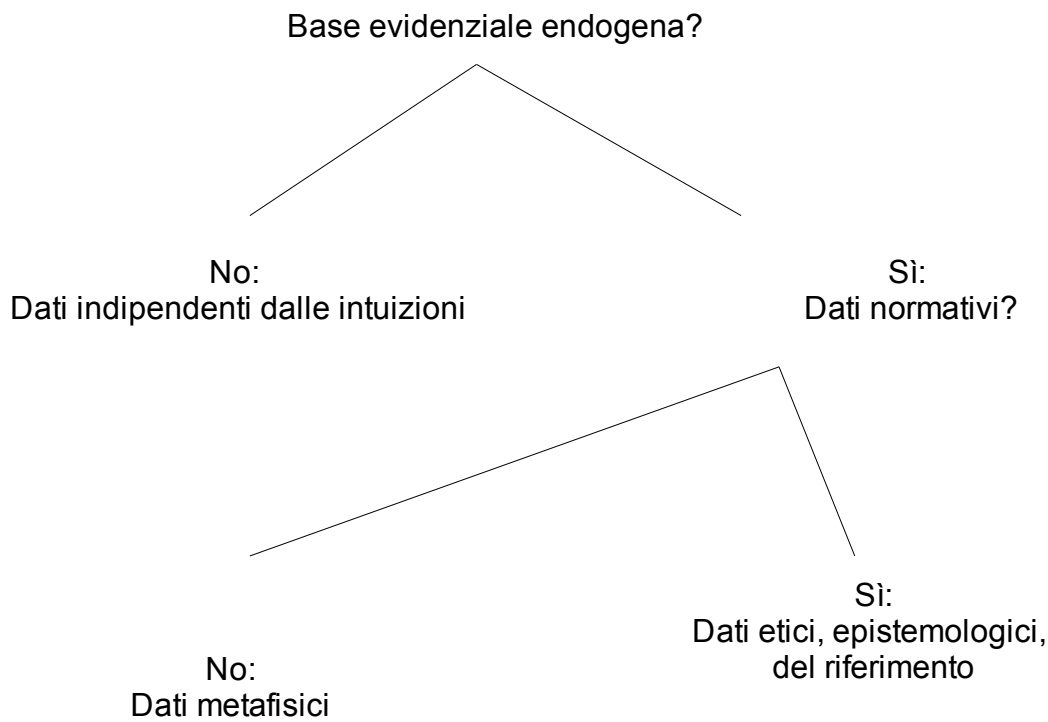 Base evidenziale endogena?
No:
Dati indipendenti dalle intuizioni
Sì:
Dati normativi?
No:
Dati metafisici
Sì:
Dati etici, epistemologici,
del riferimento